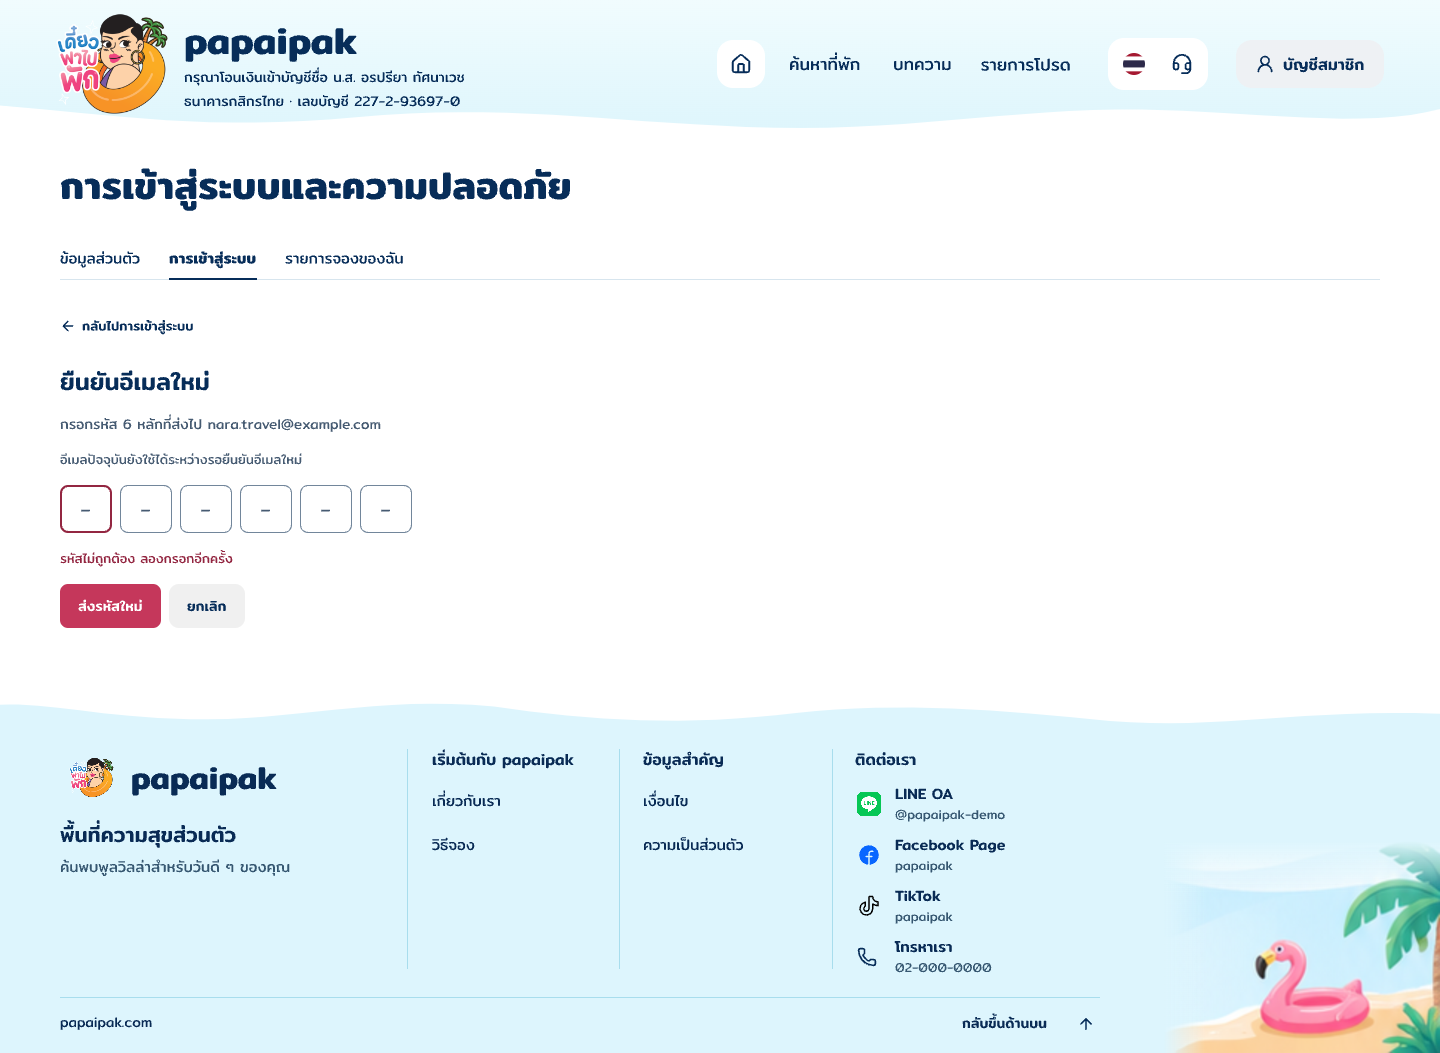 เดี๋ยว
พาไป
พัก
papaipak
กรุณาโอนเงินเข้าบัญชีชื่อ น.ส. อรปรียา ทัศนาเวช
ธนาคารกสิกรไทย · เลขบัญชี 227-2-93697-0
ค้นหาที่พัก
บทความ
รายการโปรด
บัญชีสมาชิก
การเข้าสู่ระบบและความปลอดภัย
ข้อมูลส่วนตัว
การเข้าสู่ระบบ
รายการจองของฉัน
กลับไปการเข้าสู่ระบบ
ยืนยันอีเมลใหม่
กรอกรหัส 6 หลักที่ส่งไป nara.travel@example.com
อีเมลปัจจุบันยังใช้ได้ระหว่างรอยืนยันอีเมลใหม่
– – – – – –
รหัสไม่ถูกต้อง ลองกรอกอีกครั้ง
ส่งรหัสใหม่
ยกเลิก
เดี๋ยว
พาไป
พัก
papaipak
พื้นที่ความสุขส่วนตัว
ค้นพบพูลวิลล่าสำหรับวันดี ๆ ของคุณ
เริ่มต้นกับ papaipak
เกี่ยวกับเรา
วิธีจอง
ข้อมูลสำคัญ
เงื่อนไข
ความเป็นส่วนตัว
ติดต่อเรา
LINE
LINE OA
@papaipak-demo
Facebook Page
papaipak
TikTok
papaipak
โทรหาเรา
02-000-0000
papaipak.com
กลับขึ้นด้านบน